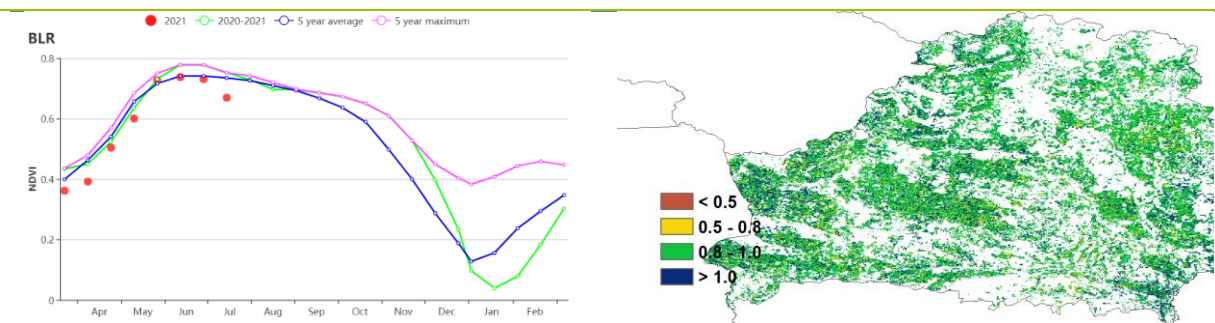 2021 2020-2021 5 year average 5 year maximum
BLR
0.8
0.6
0.4
0.2
0
NDVI
Apr May Jun Jul Aug Sep Oct Nov Dec Jan Feb
< 0.5
0.5 - 0.8
0.8 - 1.0
> 1.0